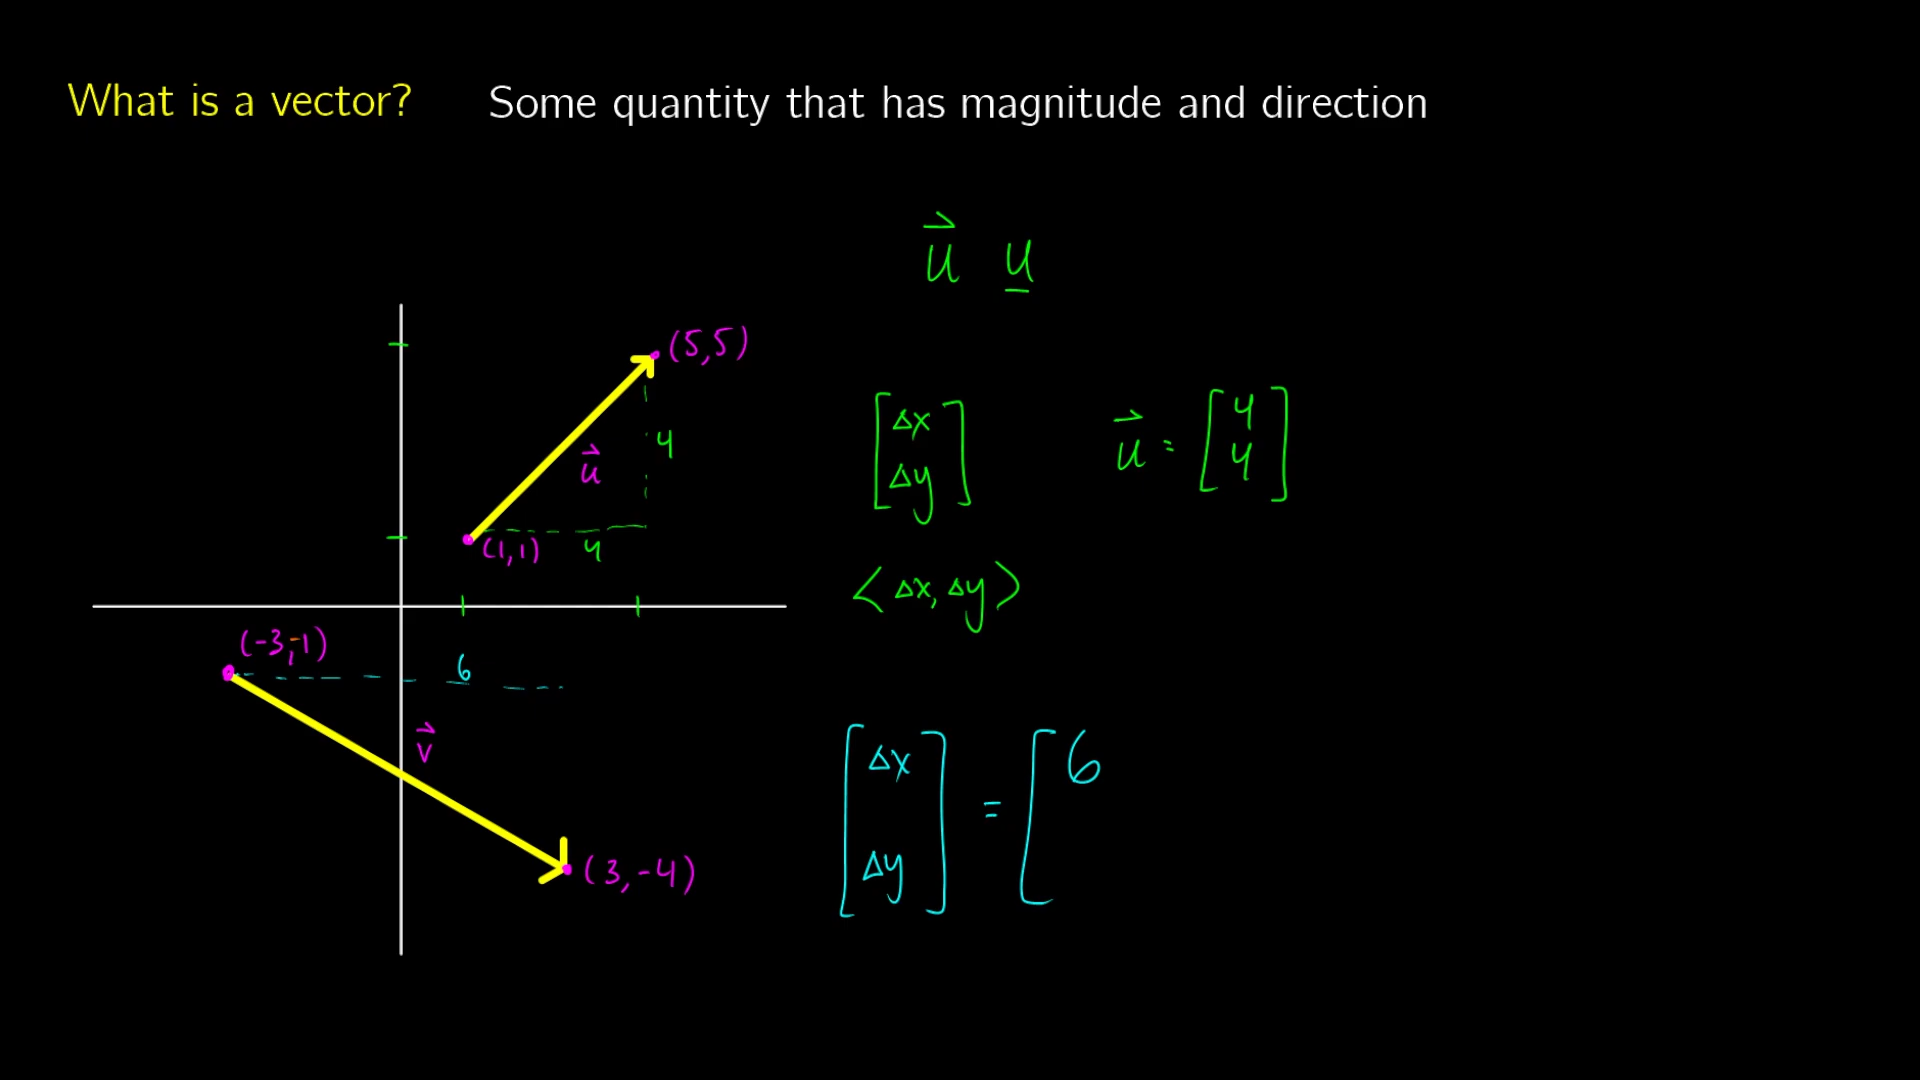 What is a vector? Some quantity that has magnitude and direction
u⃗ u
(5,5)
4
u⃗
(1,1) 4
[Δx
Δy]
u⃗ = [4
4]
⟨Δx, Δy⟩
(-3,-1)
6
v⃗
(3,-4)
[Δx
Δy] = [6